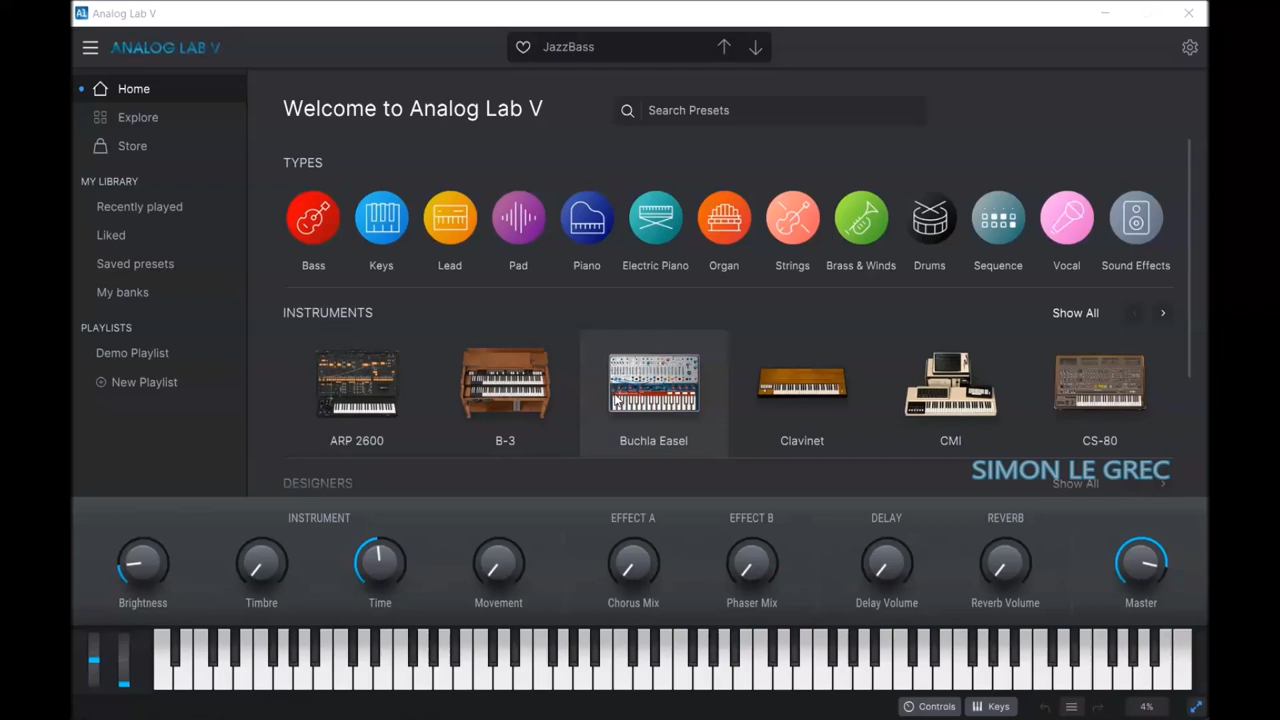 Analog Lab V
ANALOG LAB V
JazzBass
Home
Explore
Store
MY LIBRARY
Recently played
Liked
Saved presets
My banks
PLAYLISTS
Demo Playlist
New Playlist
Welcome to Analog Lab V
Search Presets
TYPES
Bass
Keys
Lead
Pad
Piano
Electric Piano
Organ
Strings
Brass & Winds
Drums
Sequence
Vocal
Sound Effects
INSTRUMENTS
Show All
ARP 2600
B-3
Buchla Easel
Clavinet
CMI
CS-80
SIMON LE GREC
DESIGNERS
Show All
INSTRUMENT
EFFECT A
EFFECT B
DELAY
REVERB
Brightness
Timbre
Time
Movement
Chorus Mix
Phaser Mix
Delay Volume
Reverb Volume
Master
Controls
Keys
4%